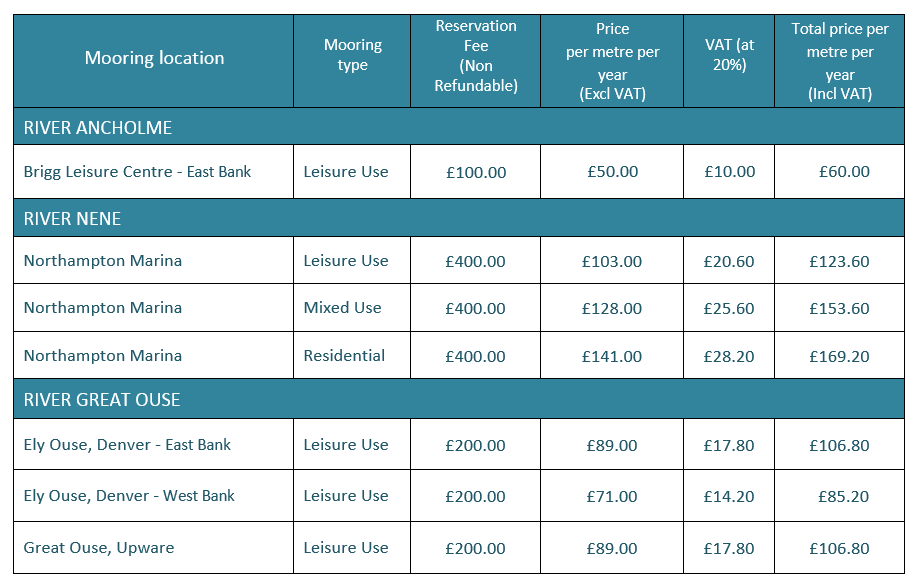 Mooring location
Mooring
type
Reservation
Fee
(Non
Refundable)
Price
per metre per
year
(Excl VAT)
VAT (at
20%)
Total price per
metre per
year
(Incl VAT)
RIVER ANCHOLME
Brigg Leisure Centre - East Bank Leisure Use £100.00 £50.00 £10.00 £60.00
RIVER NENE
Northampton Marina Leisure Use £400.00 £103.00 £20.60 £123.60
Northampton Marina Mixed Use £400.00 £128.00 £25.60 £153.60
Northampton Marina Residential £400.00 £141.00 £28.20 £169.20
RIVER GREAT OUSE
Ely Ouse, Denver - East Bank Leisure Use £200.00 £89.00 £17.80 £106.80
Ely Ouse, Denver - West Bank Leisure Use £200.00 £71.00 £14.20 £85.20
Great Ouse, Upware Leisure Use £200.00 £89.00 £17.80 £106.80